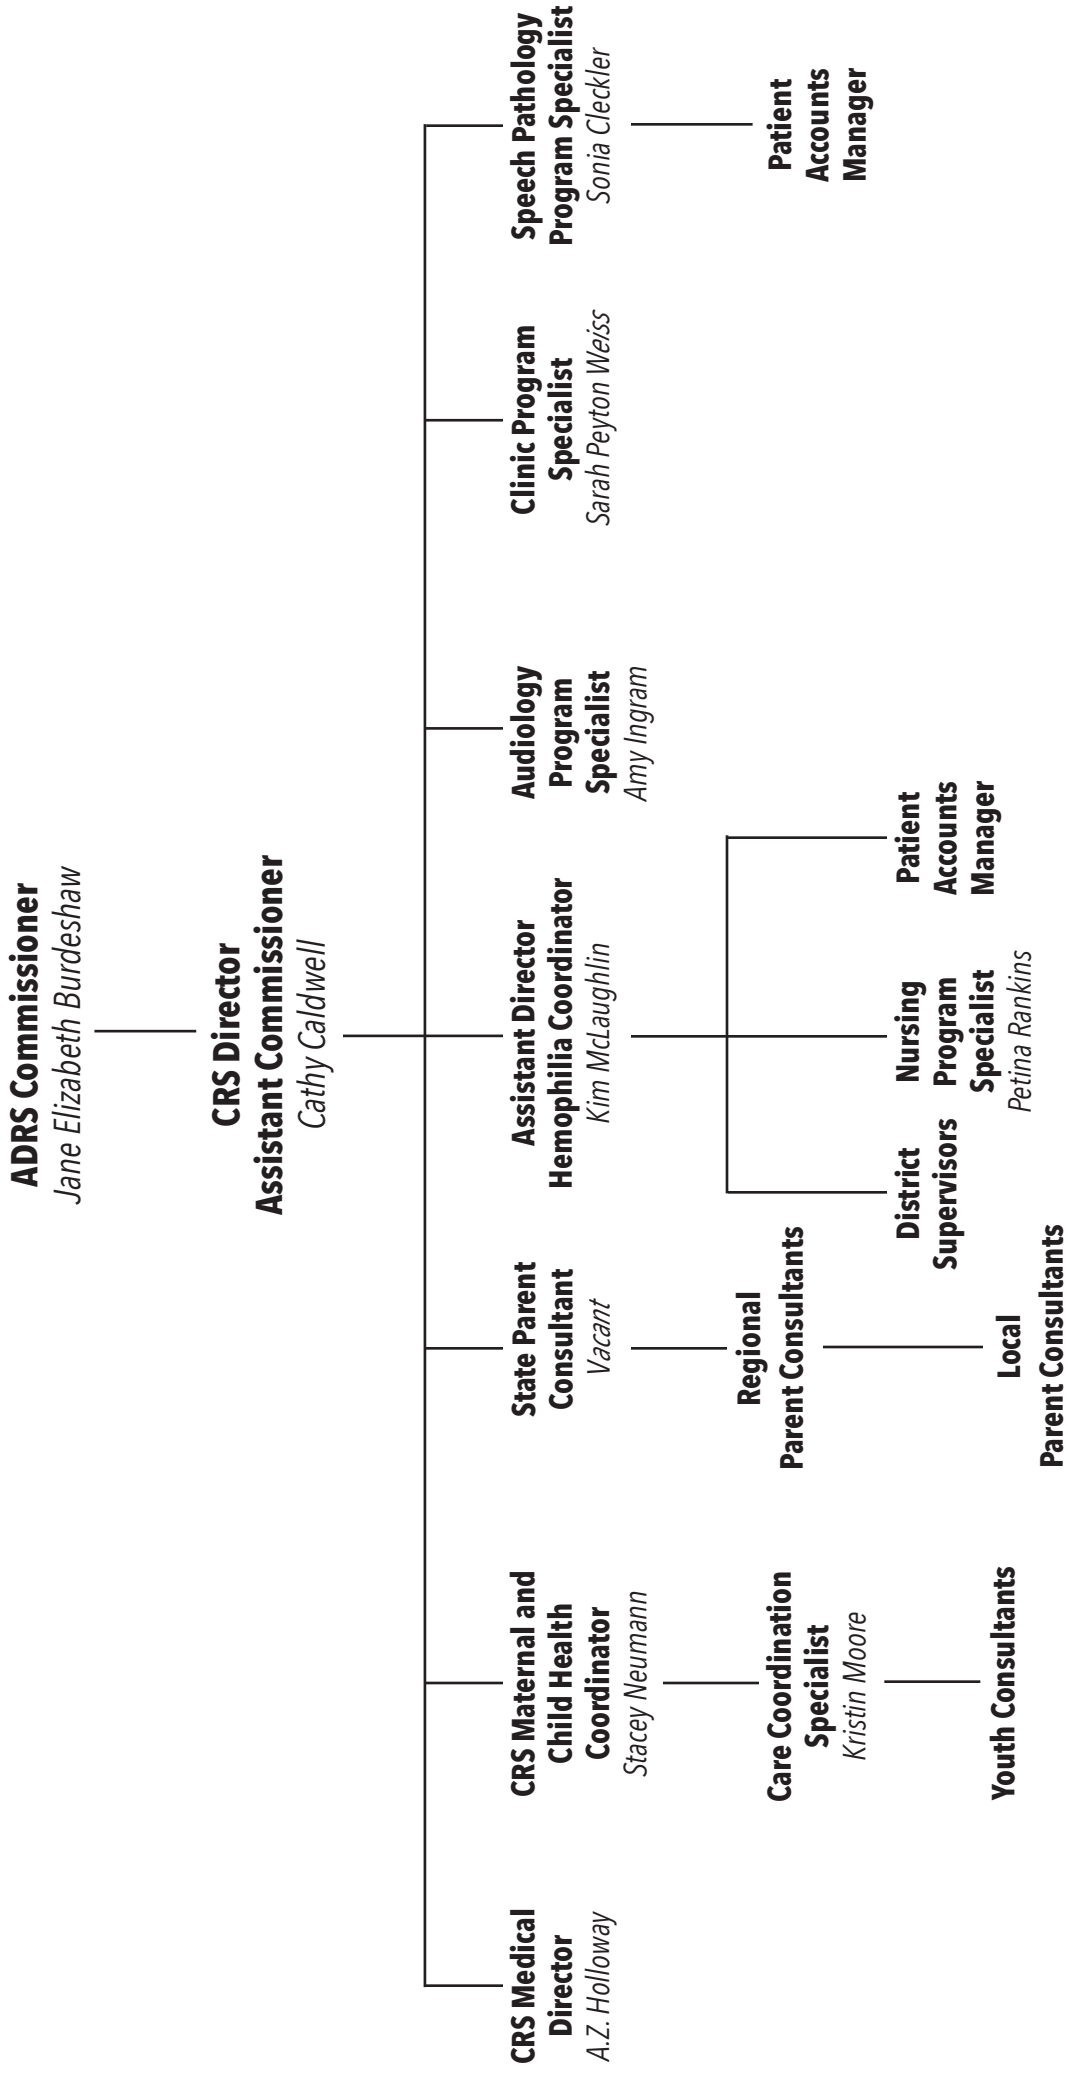 ADRS Commissioner
Jane Elizabeth Burdeshaw
CRS Director
Assistant Commissioner
Cathy Caldwell
CRS Medical
Director
A.Z. Holloway
CRS Maternal and
Child Health
Coordinator
Stacey Neumann
Care Coordination
Specialist
Kristin Moore
Youth Consultants
State Parent
Consultant
Vacant
Regional
Parent Consultants
Local
Parent Consultants
Assistant Director
Hemophilia Coordinator
Kim McLaughlin
District
Supervisors
Nursing
Program
Specialist
Petina Rankins
Patient
Accounts
Manager
Audiology
Program
Specialist
Amy Ingram
Clinic Program
Specialist
Sarah Peyton Weiss
Speech Pathology
Program Specialist
Sonia Cleckler
Patient
Accounts
Manager